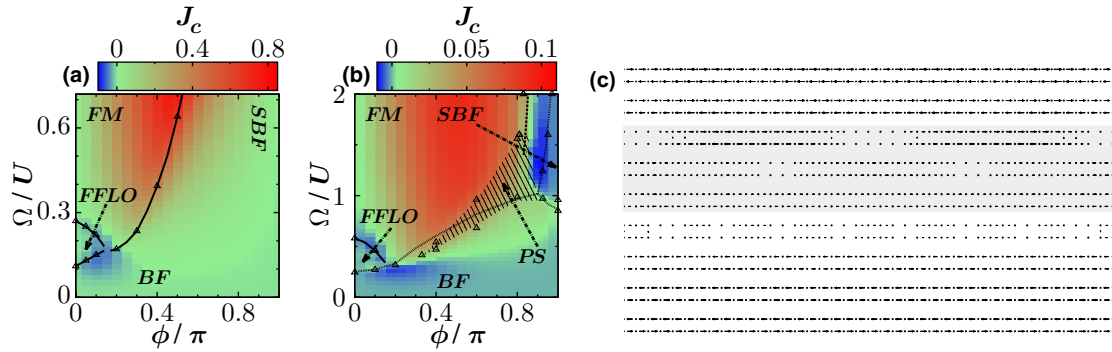 J_c
0 0.4 0.8
(a)
FM
SBF
FFLO
BF
0.6
0.3
0
Ω/U
0 0.4 0.8
ϕ/π
J_c
0 0.05 0.1
(b)
FM
SBF
FFLO
PS
BF
2
1
0
Ω/U
0 0.4 0.8
ϕ/π
(c)